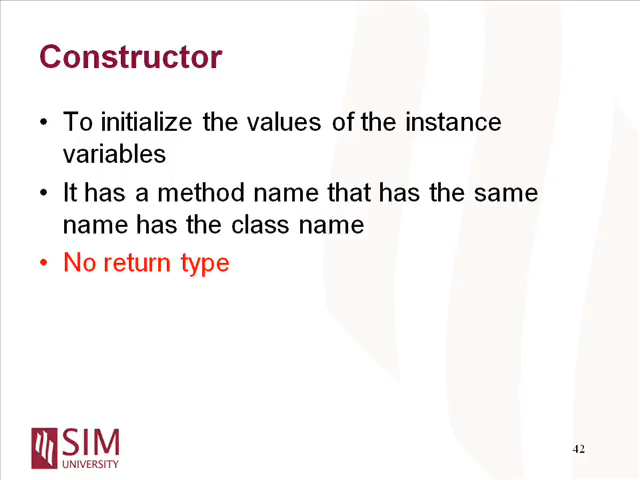 Constructor
• To initialize the values of the instance
variables
• It has a method name that has the same
name has the class name
• No return type
SIM
UNIVERSITY
42